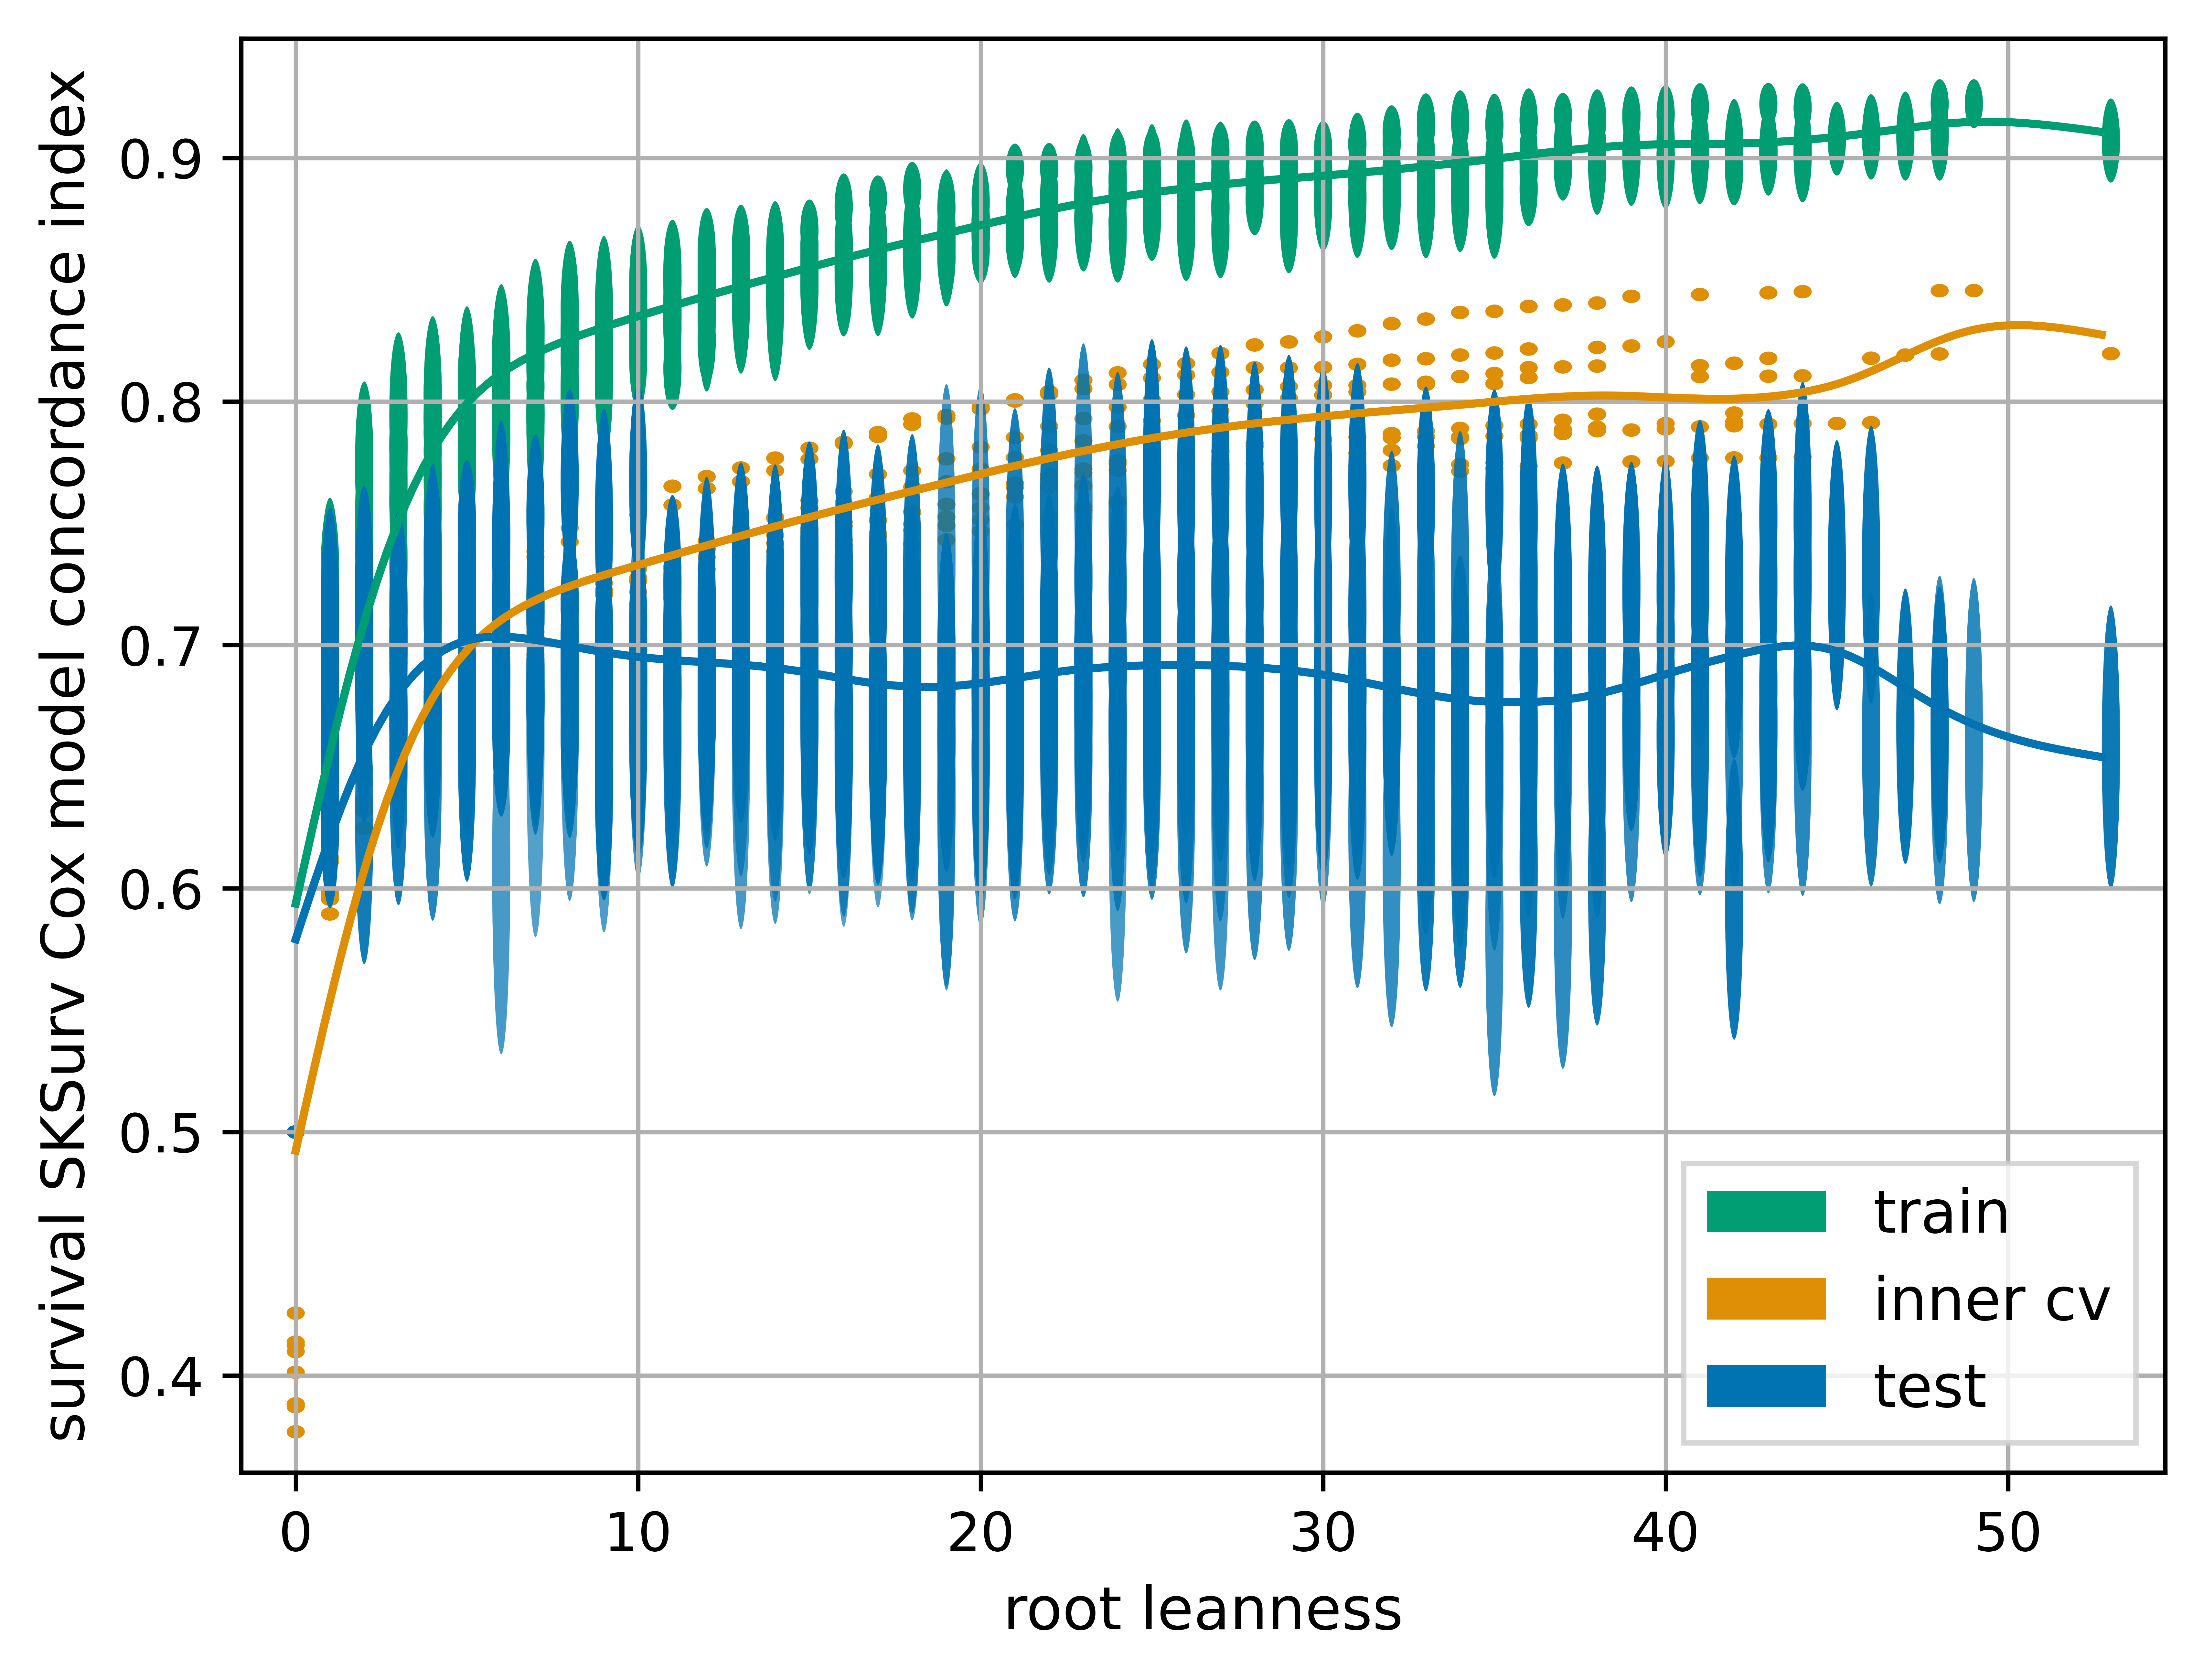 survival SKSurv Cox model concordance index
0.9
0.8
0.7
0.6
0.5
0.4
0 10 20 30 40 50
root leanness
train
inner cv
test